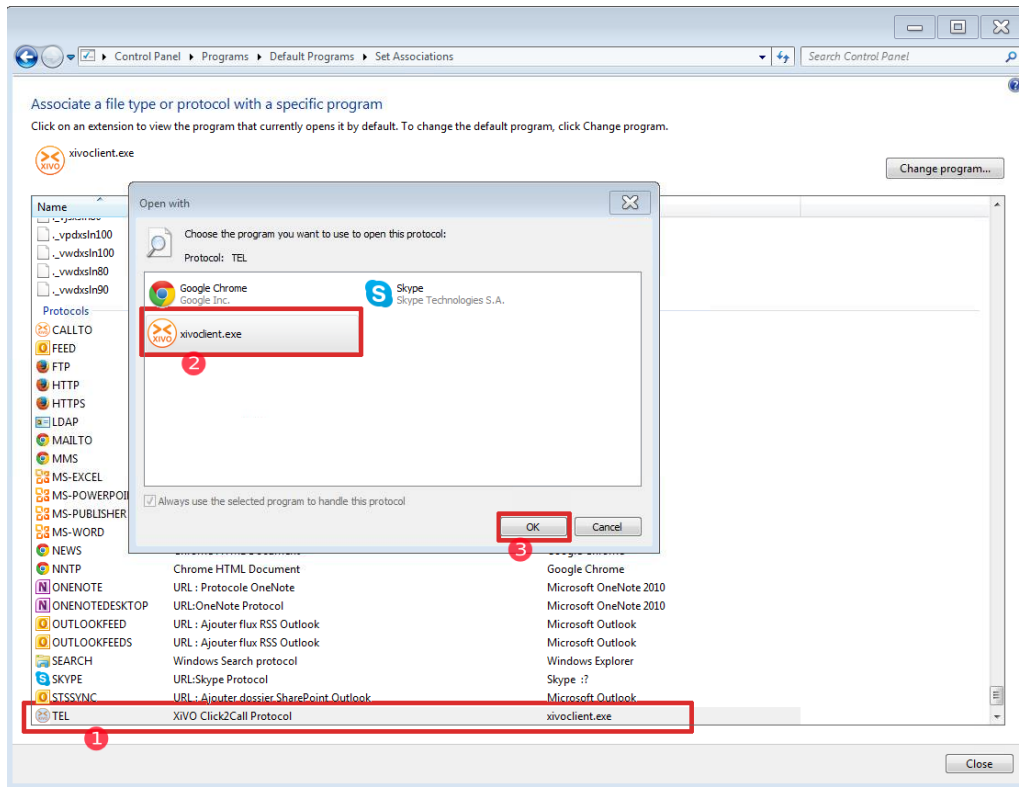 Control Panel ▸ Programs ▸ Default Programs ▸ Set Associations
Search Control Panel
Associate a file type or protocol with a specific program
Click on an extension to view the program that currently opens it by default. To change the default program, click Change program.
xivoclient.exe
XIVO
Change program...
Name
._vpdxsln100
._vwdxsln100
._vwdxsln80
._vwdxsln90
Protocols
CALLTO
FEED
FTP
HTTP
HTTPS
LDAP
MAILTO
MMS
MS-EXCEL
MS-POWERPOI
MS-PUBLISHER
MS-WORD
Open with
Choose the program you want to use to open this protocol:
Protocol: TEL
Google Chrome
Google Inc.
Skype
Skype Technologies S.A.
XIVO
xivoclient.exe
2
Always use the selected program to handle this protocol
OK
Cancel
3
NEWS Chrome HTML Document Google Chrome
NNTP Chrome HTML Document Google Chrome
ONENOTE URL : Protocole OneNote Microsoft OneNote 2010
ONENOTEDESKTOP URL:OneNote Protocol Microsoft OneNote 2010
OUTLOOKFEED URL : Ajouter flux RSS Outlook Microsoft Outlook
OUTLOOKFEEDS URL : Ajouter flux RSS Outlook Microsoft Outlook
SEARCH Windows Search protocol Windows Explorer
SKYPE URL:Skype Protocol Skype :?
STSSYNC URL : Ajouter dossier SharePoint Outlook Microsoft Outlook
TEL XiVO Click2Call Protocol xivoclient.exe
1
Close